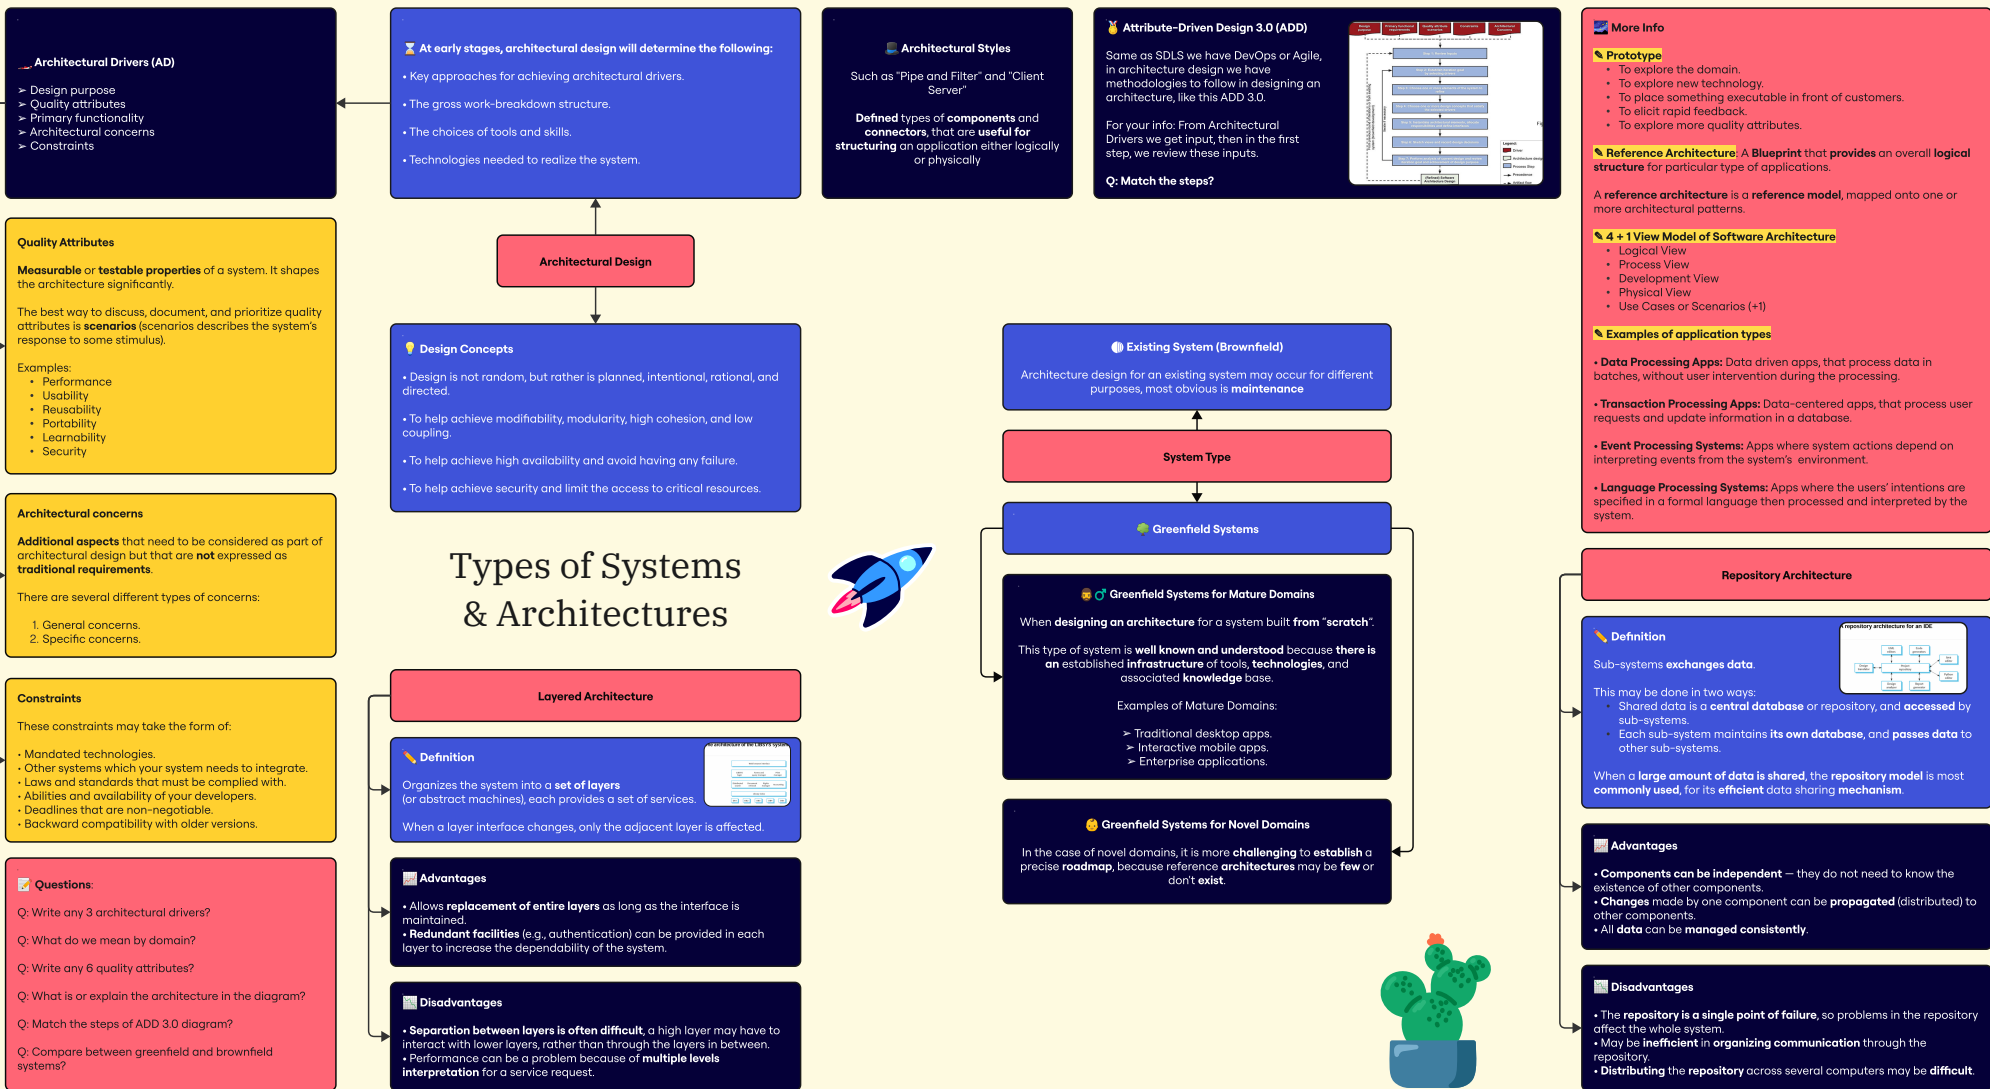 Architectural Drivers (AD)
➢ Design purpose
➢ Quality attributes
➢ Primary functionality
➢ Architectural concerns
➢ Constraints
At early stages, architectural design will determine the following:
• Key approaches for achieving architectural drivers.
• The gross work-breakdown structure.
• The choices of tools and skills.
• Technologies needed to realize the system.
Architectural Styles
Such as "Pipe and Filter" and "Client
Server"
Defined types of components and
connectors, that are useful for
structuring an application either logically
or physically
Attribute-Driven Design 3.0 (ADD)
Same as SDLS we have DevOps or Agile,
in architecture design we have
methodologies to follow in designing an
architecture, like this ADD 3.0.
For your info: From Architectural
Drivers we get input, then in the first
step, we review these inputs.
Q: Match the steps?
More Info
✎ Prototype
• To explore the domain.
• To explore new technology.
• To place something executable in front of customers.
• To elicit rapid feedback.
• To explore more quality attributes.
✎ Reference Architecture: A Blueprint that provides an overall logical
structure for particular type of applications.
A reference architecture is a reference model, mapped onto one or
more architectural patterns.
✎ 4 + 1 View Model of Software Architecture
• Logical View
• Process View
• Development View
• Physical View
• Use Cases or Scenarios (+1)
✎ Examples of application types
• Data Processing Apps: Data driven apps, that process data in
batches, without user intervention during the processing.
• Transaction Processing Apps: Data-centered apps, that process user
requests and update information in a database.
• Event Processing Systems: Apps where system actions depend on
interpreting events from the system's environment.
• Language Processing Systems: Apps where the users' intentions are
specified in a formal language then processed and interpreted by the
system.
Quality Attributes
Measurable or testable properties of a system. It shapes
the architecture significantly.
The best way to discuss, document, and prioritize quality
attributes is scenarios (scenarios describes the system's
response to some stimulus).
Examples:
• Performance
• Usability
• Reusability
• Portability
• Learnability
• Security
Architectural Design
Design Concepts
• Design is not random, but rather is planned, intentional, rational, and
directed.
• To help achieve modifiability, modularity, high cohesion, and low
coupling.
• To help achieve high availability and avoid having any failure.
• To help achieve security and limit the access to critical resources.
Existing System (Brownfield)
Architecture design for an existing system may occur for different
purposes, most obvious is maintenance
System Type
Greenfield Systems
Greenfield Systems for Mature Domains
When designing an architecture for a system built from "scratch".
This type of system is well known and understood because there is
an established infrastructure of tools, technologies, and
associated knowledge base.
Examples of Mature Domains:
➢ Traditional desktop apps.
➢ Interactive mobile apps.
➢ Enterprise applications.
Greenfield Systems for Novel Domains
In the case of novel domains, it is more challenging to establish a
precise roadmap, because reference architectures may be few or
don't exist.
Architectural concerns
Additional aspects that need to be considered as part of
architectural design but that are not expressed as
traditional requirements.
There are several different types of concerns:
1. General concerns.
2. Specific concerns.
Types of Systems
& Architectures
Constraints
These constraints may take the form of:
• Mandated technologies.
• Other systems which your system needs to integrate.
• Laws and standards that must be complied with.
• Abilities and availability of your developers.
• Deadlines that are non-negotiable.
• Backward compatibility with older versions.
Questions:
Q: Write any 3 architectural drivers?
Q: What do we mean by domain?
Q: Write any 6 quality attributes?
Q: What is or explain the architecture in the diagram?
Q: Match the steps of ADD 3.0 diagram?
Q: Compare between greenfield and brownfield
systems?
Layered Architecture
Definition
Organizes the system into a set of layers
(or abstract machines), each provides a set of services.
When a layer interface changes, only the adjacent layer is affected.
Advantages
• Allows replacement of entire layers as long as the interface is
maintained.
• Redundant facilities (e.g., authentication) can be provided in each
layer to increase the dependability of the system.
Disadvantages
• Separation between layers is often difficult, a high layer may have to
interact with lower layers, rather than through the layers in between.
• Performance can be a problem because of multiple levels
interpretation for a service request.
Repository Architecture
Definition
repository architecture for an IDE
Sub-systems exchanges data.
This may be done in two ways:
• Shared data is a central database or repository, and accessed by
sub-systems.
• Each sub-system maintains its own database, and passes data to
other sub-systems.
When a large amount of data is shared, the repository model is most
commonly used, for its efficient data sharing mechanism.
Advantages
• Components can be independent — they do not need to know the
existence of other components.
• Changes made by one component can be propagated (distributed) to
other components.
• All data can be managed consistently.
Disadvantages
• The repository is a single point of failure, so problems in the repository
affect the whole system.
• May be inefficient in organizing communication through the
repository.
• Distributing the repository across several computers may be difficult.